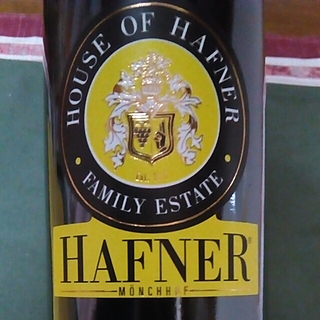 HOUSE OF HAFNER
· FAMILY ESTATE ·
HAFNER®
MÖNCHHOF